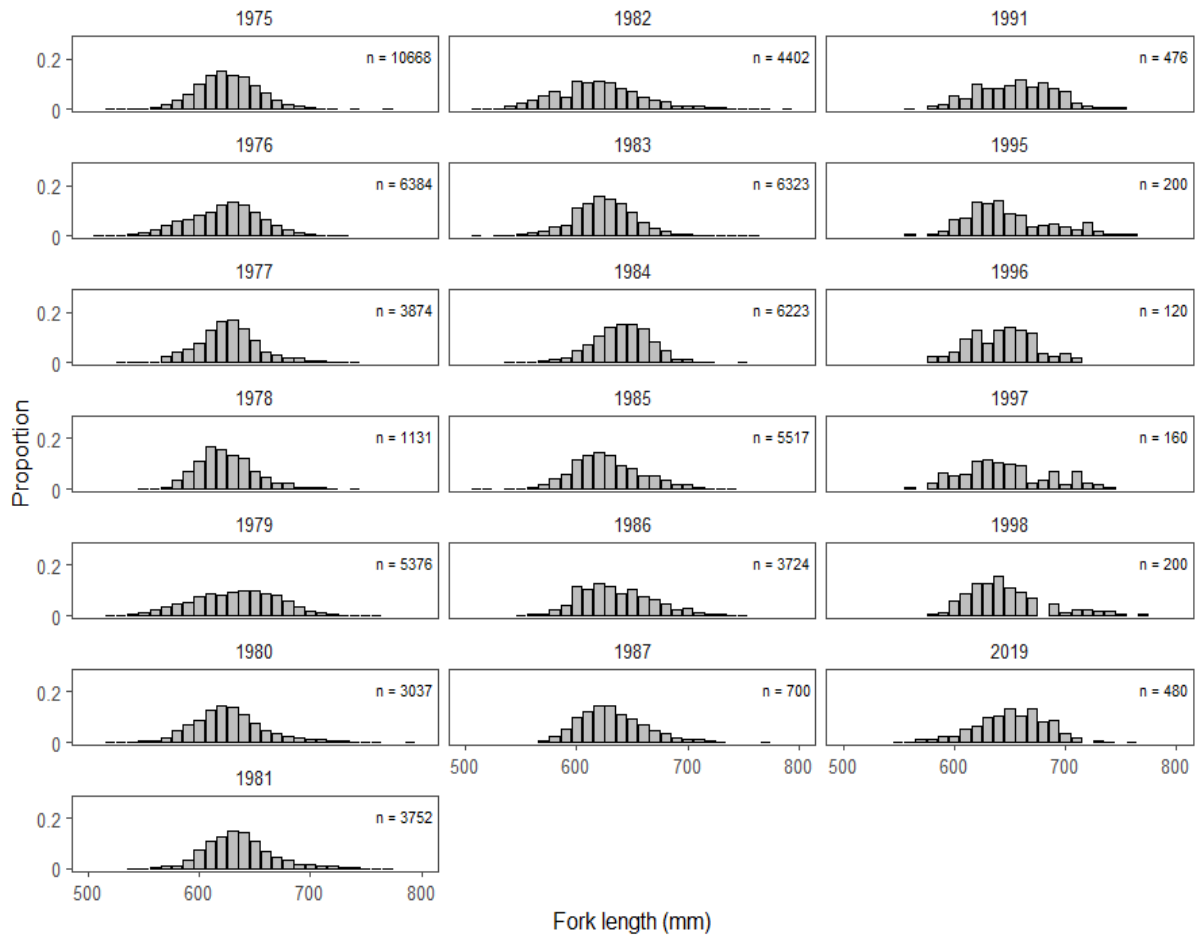 1975 1982 1991
0.2 n = 10668 n = 4402 n = 476
0
1976 1983 1995
0.2 n = 6384 n = 6323 n = 200
0
1977 1984 1996
0.2 n = 3874 n = 6223 n = 120
0
1978 1985 1997
0.2 n = 1131 n = 5517 n = 160
0
Proportion
1979 1986 1998
0.2 n = 5376 n = 3724 n = 200
0
1980 1987 2019
0.2 n = 3037 n = 700 n = 480
0
500 600 700 800 500 600 700 800
1981
0.2 n = 3752
0
500 600 700 800
Fork length (mm)